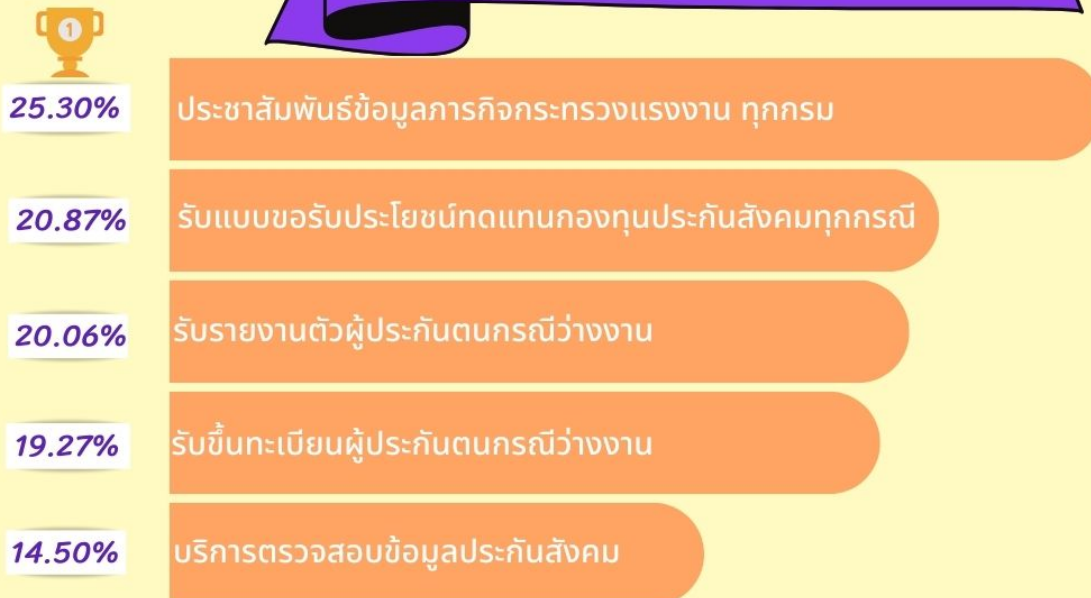 1
25.30% ประชาสัมพันธ์ข้อมูลภารกิจกระทรวงแรงงาน ทุกกรม
20.87% รับแบบขอรับประโยชน์ทดแทนกองทุนประกันสังคมทุกกรณี
20.06% รับรายงานตัวผู้ประกันตนกรณีว่างงาน
19.27% รับขึ้นทะเบียนผู้ประกันตนกรณีว่างงาน
14.50% บริการตรวจสอบข้อมูลประกันสังคม